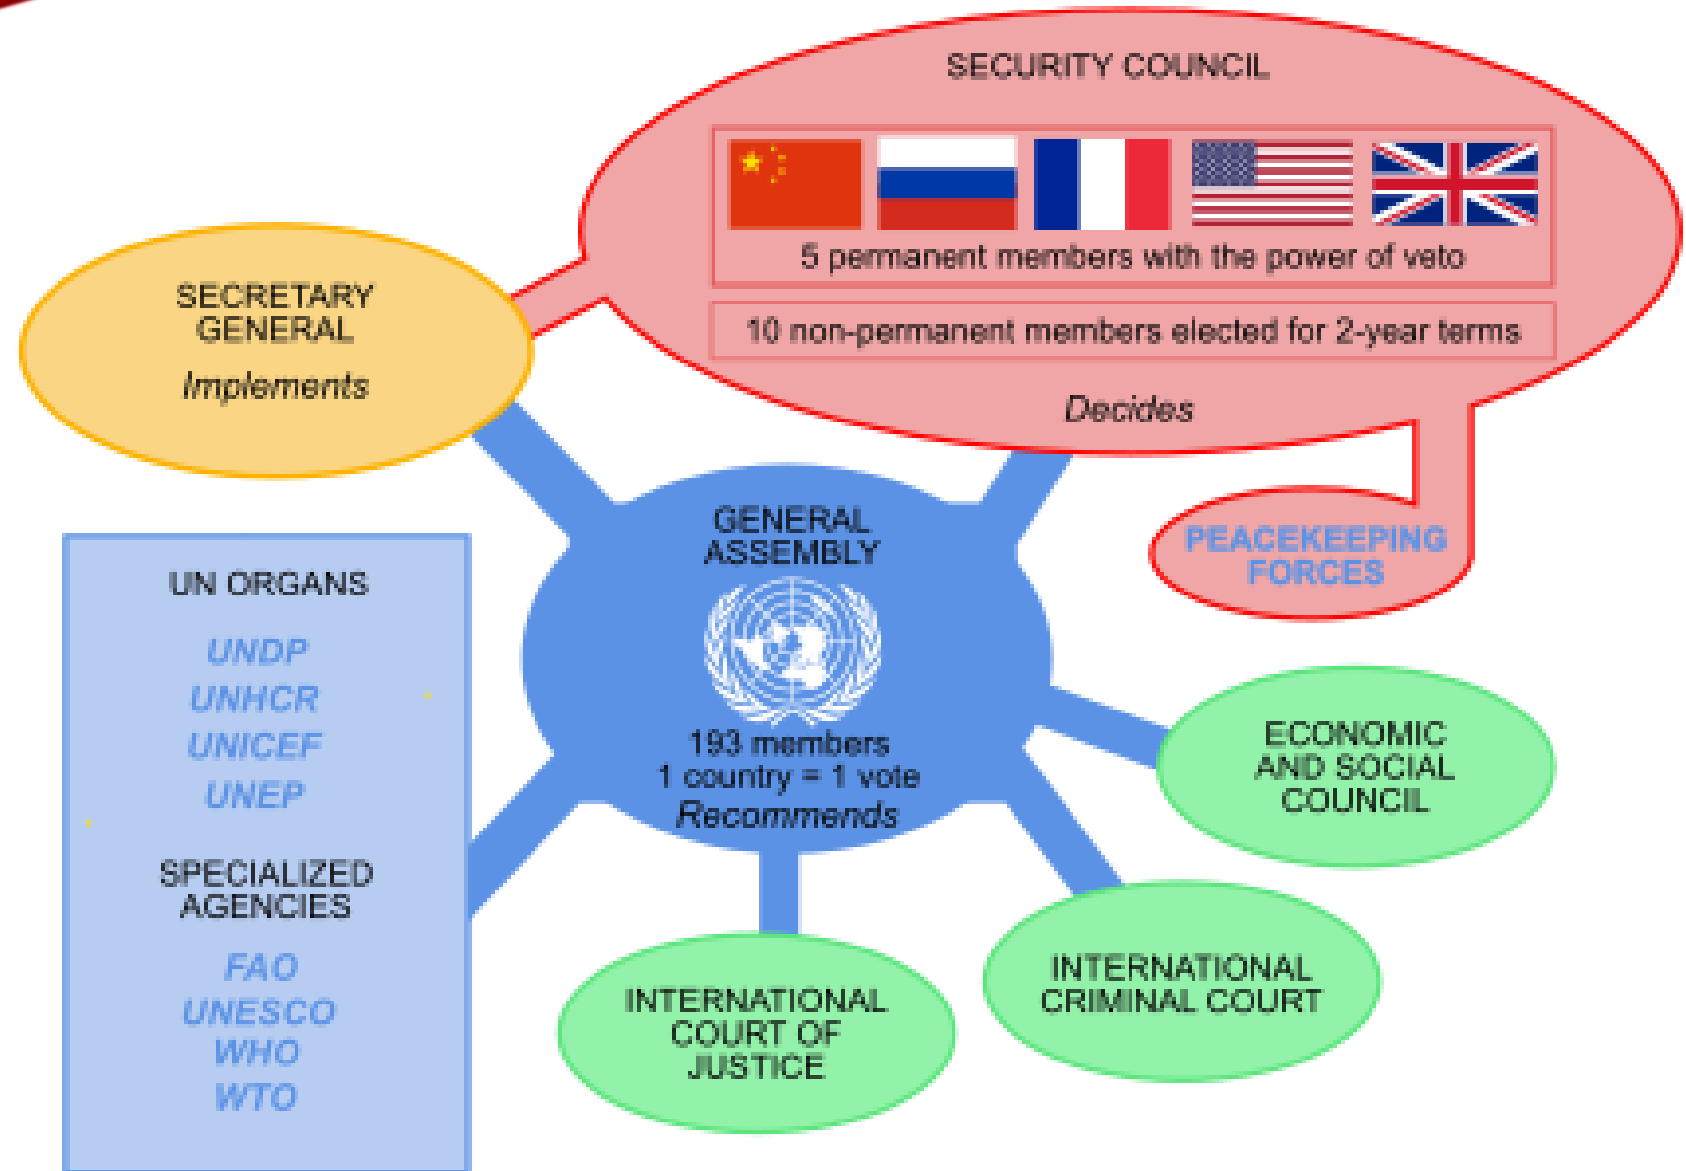 SECURITY COUNCIL
5 permanent members with the power of veto
10 non-permanent members elected for 2-year terms
Decides
SECRETARY
GENERAL
Implements
GENERAL
ASSEMBLY
193 members
1 country = 1 vote
Recommends
PEACEKEEPING
FORCES
UN ORGANS
UNDP
UNHCR
UNICEF
UNEP
SPECIALIZED
AGENCIES
FAO
UNESCO
WHO
WTO
ECONOMIC
AND SOCIAL
COUNCIL
INTERNATIONAL
CRIMINAL COURT
INTERNATIONAL
COURT OF
JUSTICE